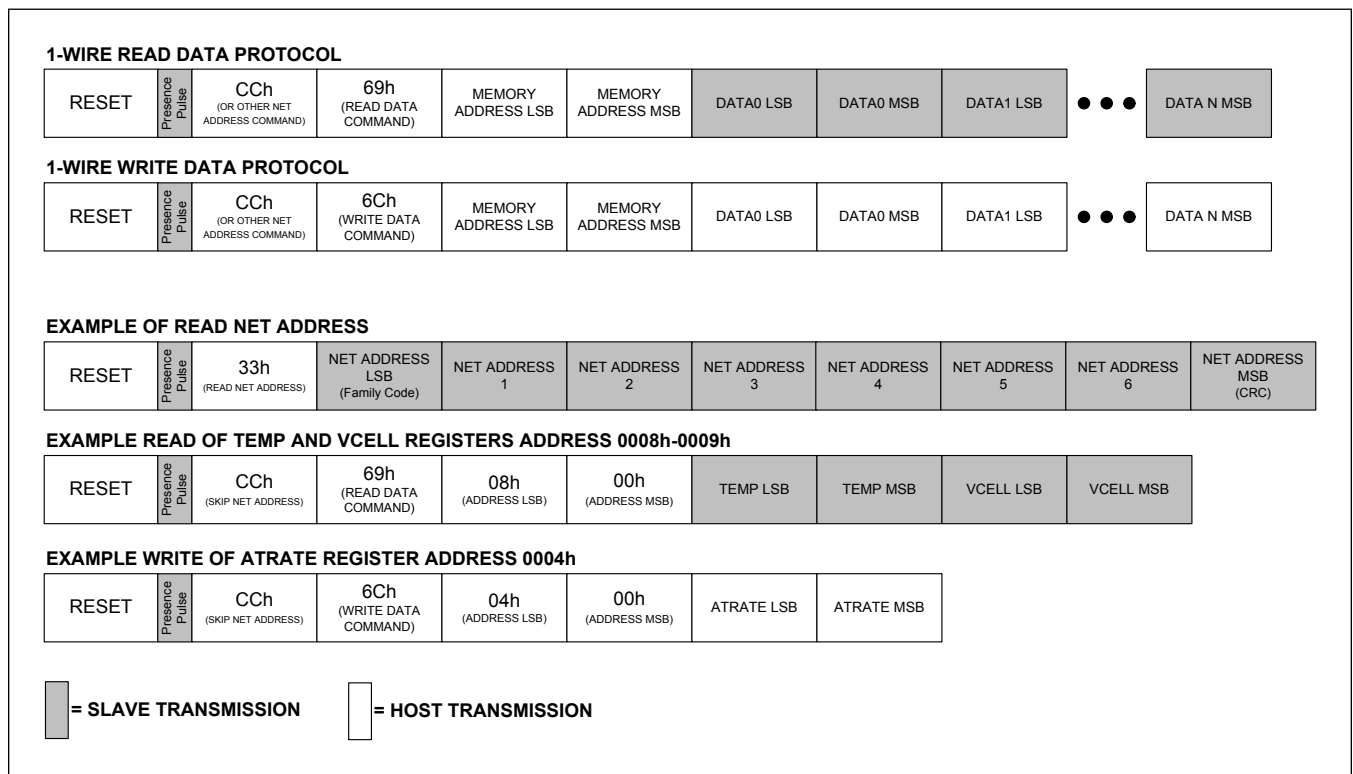 1-WIRE READ DATA PROTOCOL
RESET
Presence
Pulse
CCh
(OR OTHER NET
ADDRESS COMMAND)
69h
(READ DATA
COMMAND)
MEMORY
ADDRESS LSB
MEMORY
ADDRESS MSB
DATA0 LSB
DATA0 MSB
DATA1 LSB
DATA N MSB
1-WIRE WRITE DATA PROTOCOL
RESET
Presence
Pulse
CCh
(OR OTHER NET
ADDRESS COMMAND)
6Ch
(WRITE DATA
COMMAND)
MEMORY
ADDRESS LSB
MEMORY
ADDRESS MSB
DATA0 LSB
DATA0 MSB
DATA1 LSB
DATA N MSB
EXAMPLE OF READ NET ADDRESS
RESET
Presence
Pulse
33h
(READ NET ADDRESS)
NET ADDRESS
LSB
(Family Code)
NET ADDRESS
1
NET ADDRESS
2
NET ADDRESS
3
NET ADDRESS
4
NET ADDRESS
5
NET ADDRESS
6
NET ADDRESS
MSB
(CRC)
EXAMPLE READ OF TEMP AND VCELL REGISTERS ADDRESS 0008h-0009h
RESET
Presence
Pulse
CCh
(SKIP NET ADDRESS)
69h
(READ DATA
COMMAND)
08h
(ADDRESS LSB)
00h
(ADDRESS MSB)
TEMP LSB
TEMP MSB
VCELL LSB
VCELL MSB
EXAMPLE WRITE OF ATRATE REGISTER ADDRESS 0004h
RESET
Presence
Pulse
CCh
(SKIP NET ADDRESS)
6Ch
(WRITE DATA
COMMAND)
04h
(ADDRESS LSB)
00h
(ADDRESS MSB)
ATRATE LSB
ATRATE MSB
= SLAVE TRANSMISSION
= HOST TRANSMISSION